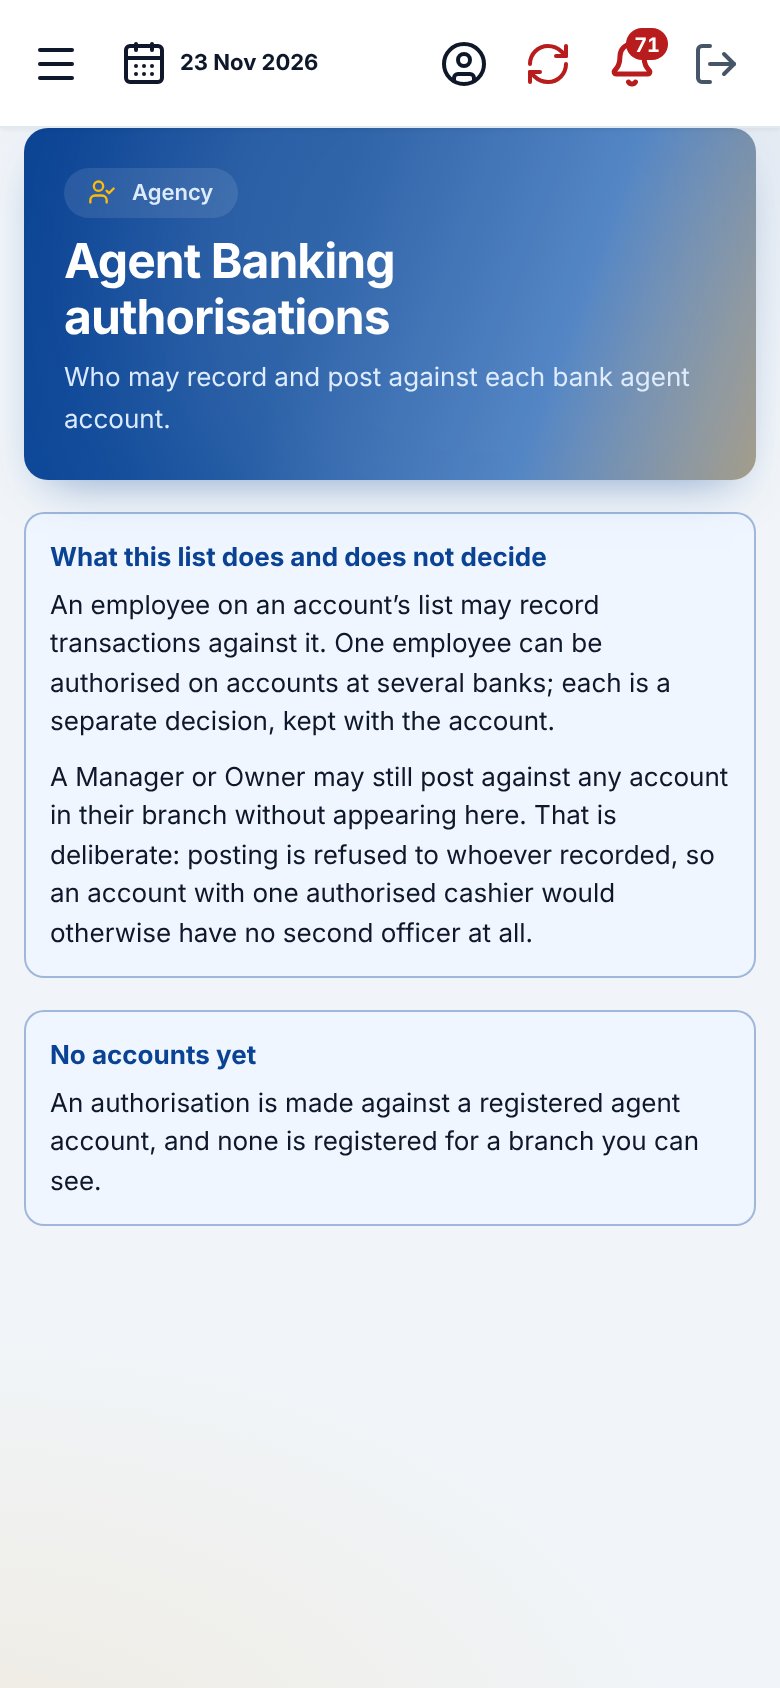 23 Nov 2026
71
Agency
Agent Banking
authorisations
Who may record and post against each bank agent
account.
What this list does and does not decide
An employee on an account’s list may record
transactions against it. One employee can be
authorised on accounts at several banks; each is a
separate decision, kept with the account.
A Manager or Owner may still post against any account
in their branch without appearing here. That is
deliberate: posting is refused to whoever recorded, so
an account with one authorised cashier would
otherwise have no second officer at all.
No accounts yet
An authorisation is made against a registered agent
account, and none is registered for a branch you can
see.